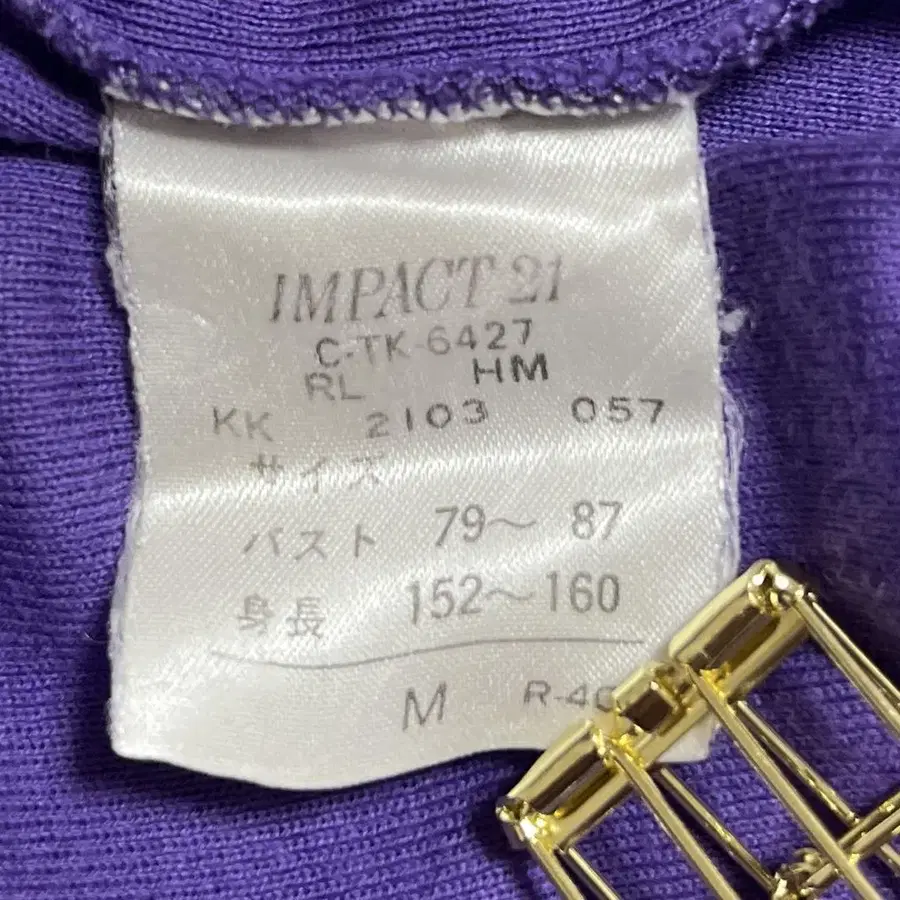 IMPACT 21
C-TK-6427
RL HM
KK 2103 057
サイズ
バスト 79～ 87
身長 152～160
M